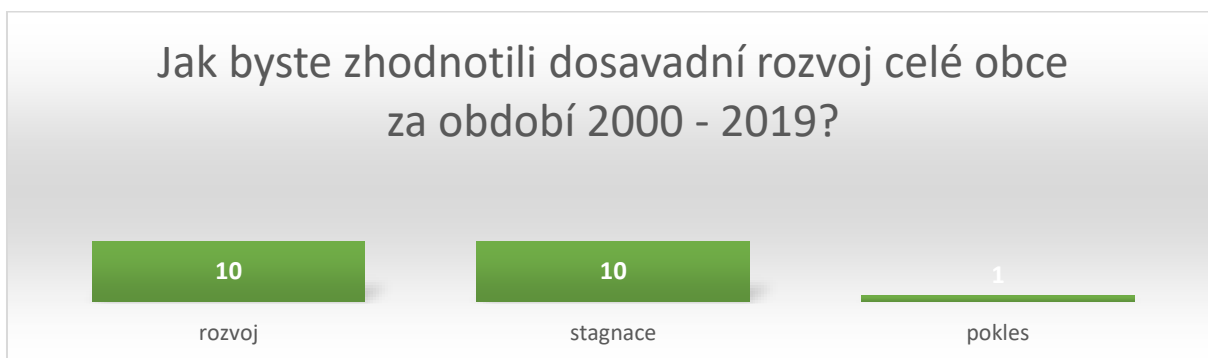 Jak byste zhodnotili dosavadní rozvoj celé obce
za období 2000 - 2019?
10
10
1
rozvoj
stagnace
pokles